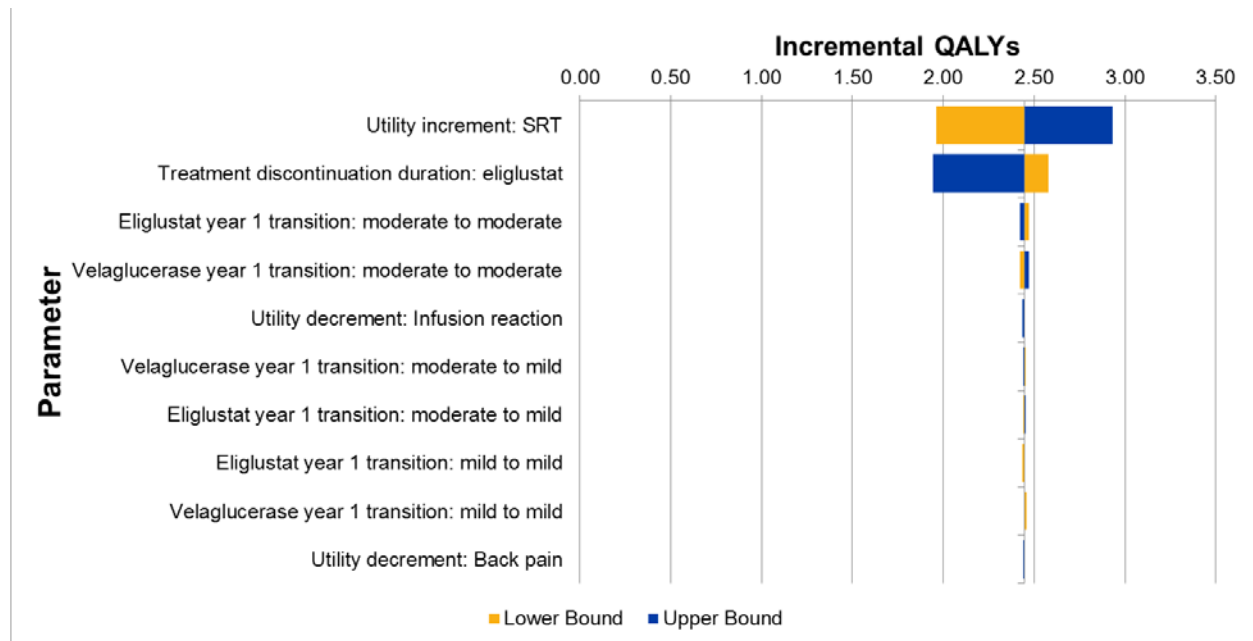 Incremental QALYs
0.00 0.50 1.00 1.50 2.00 2.50 3.00 3.50
Parameter
Utility increment: SRT
Treatment discontinuation duration: eliglustat
Eliglustat year 1 transition: moderate to moderate
Velaglucerase year 1 transition: moderate to moderate
Utility decrement: Infusion reaction
Velaglucerase year 1 transition: moderate to mild
Eliglustat year 1 transition: moderate to mild
Eliglustat year 1 transition: mild to mild
Velaglucerase year 1 transition: mild to mild
Utility decrement: Back pain
Lower Bound Upper Bound